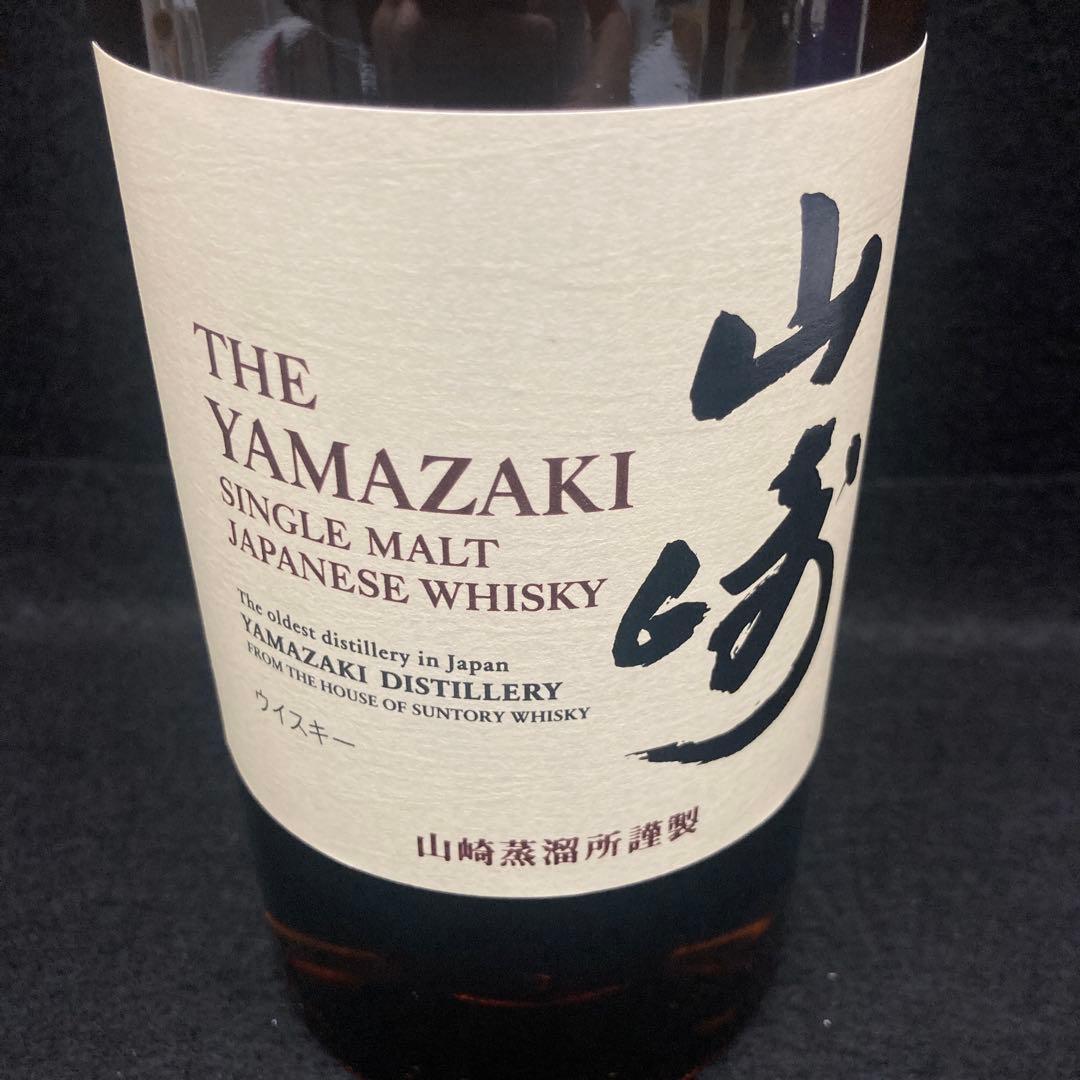 山崎
THE
YAMAZAKI
SINGLE MALT
JAPANESE WHISKY
The oldest distillery in Japan
YAMAZAKI DISTILLERY
FROM THE HOUSE OF SUNTORY WHISKY
ウイスキー
山崎蒸溜所謹製